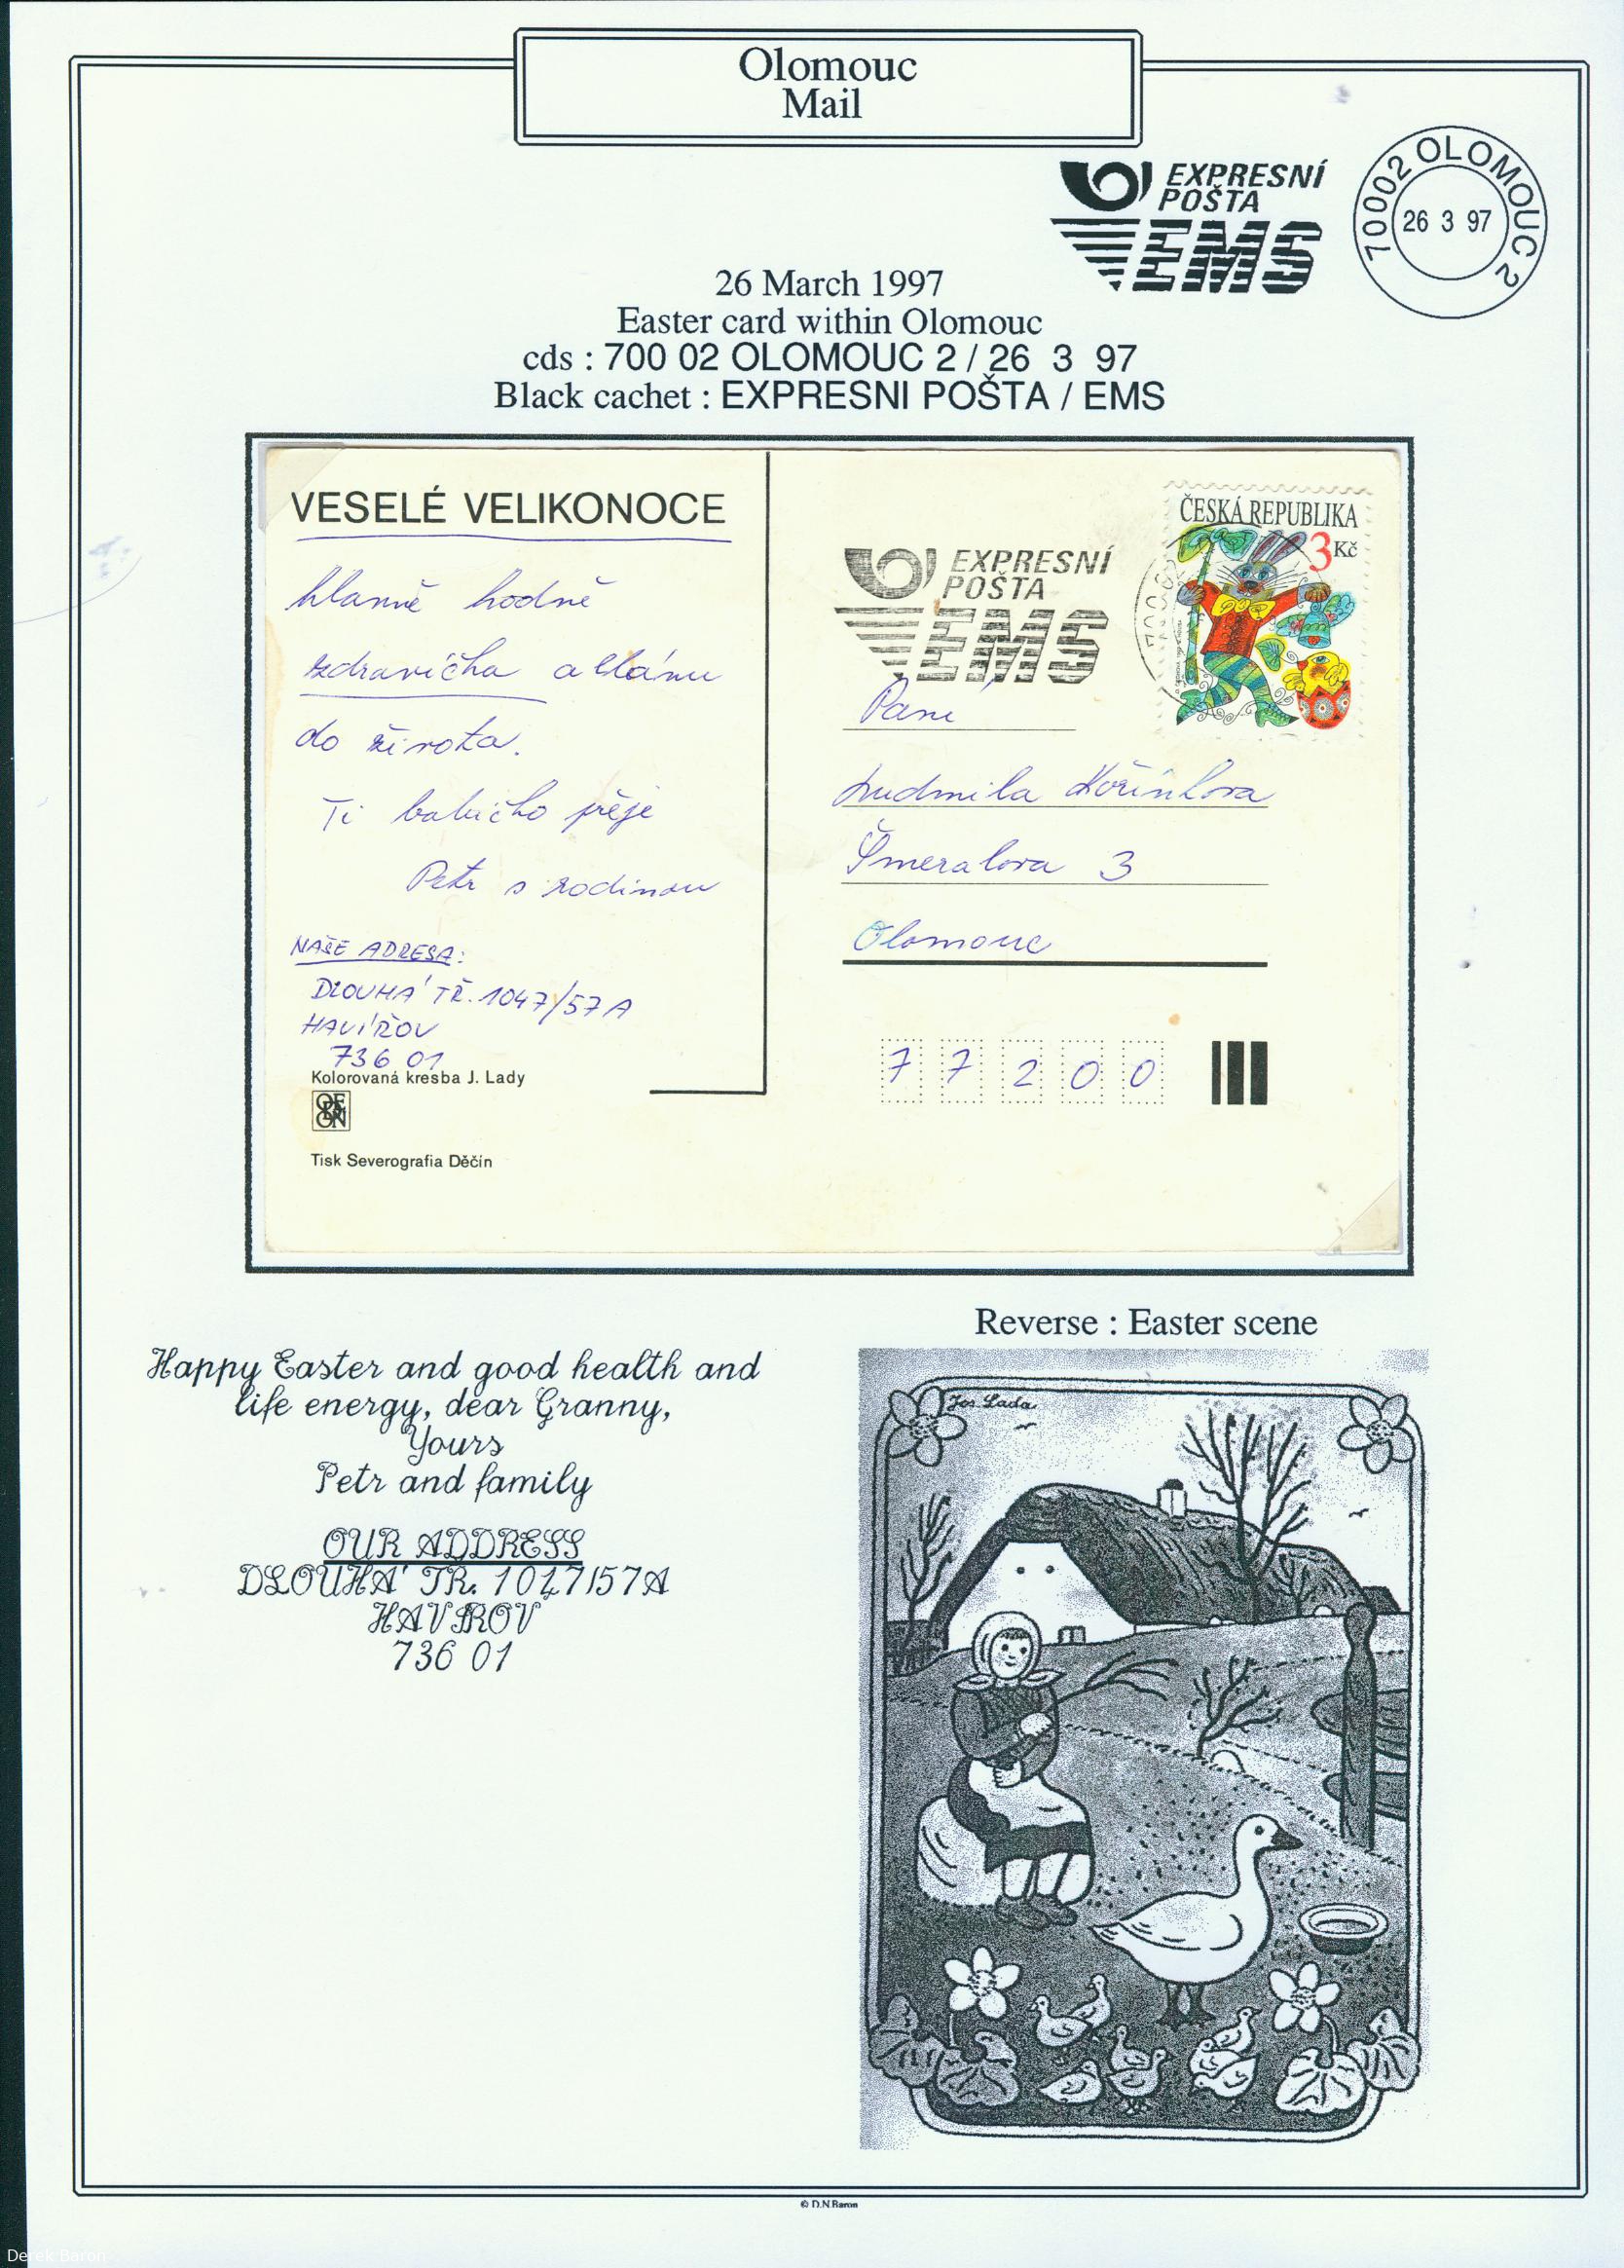 Olomouc
Mail
EXPRESNÍ
POŠTA
EMS
70002 OLOMOUC 2
26 3 97
26 March 1997
Easter card within Olomouc
cds : 700 02 OLOMOUC 2 / 26 3 97
Black cachet : EXPRESNI POŠTA / EMS
VESELÉ VELIKONOCE
hlavně hodně
zdravíčka a elánu
do života.
Ti babičko přeje
Petr s rodinou
NAŠE ADRESA:
DLOUHÁ TŘ. 1047/57A
HAVÍŘOV
736 01
Kolorovaná kresba J. Lady
Tisk Severografia Děčín
EXPRESNÍ
POŠTA
EMS
ČESKÁ REPUBLIKA
3 Kč
Paní
Ludmila Kořínková
Šmeralova 3
Olomouc
7 7 2 0 0
Reverse : Easter scene
Happy Easter and good health and
life energy, dear Granny,
Yours
Petr and family
OUR ADDRESS
DLOUHA' TR. 1047/57A
HAVIROV
736 01
Jos. Lada
© D.N.Baron
Derek Baron